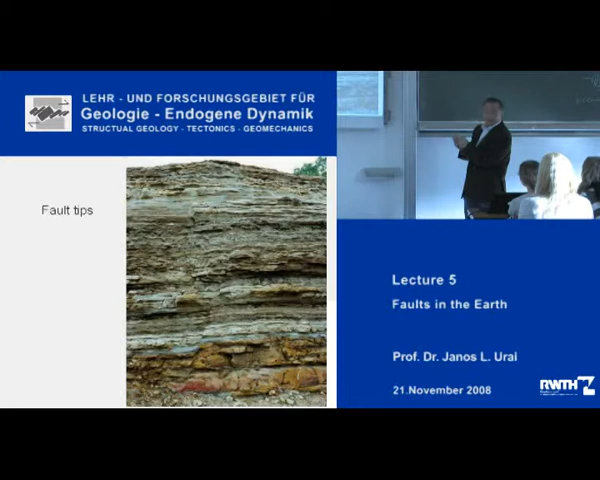 LEHR - UND FORSCHUNGSGEBIET FÜR
Geologie - Endogene Dynamik
STRUCTUAL GEOLOGY - TECTONICS - GEOMECHANICS
Fault tips
Lecture 5
Faults in the Earth
Prof. Dr. Janos L. Urai
21.November 2008
RWTH